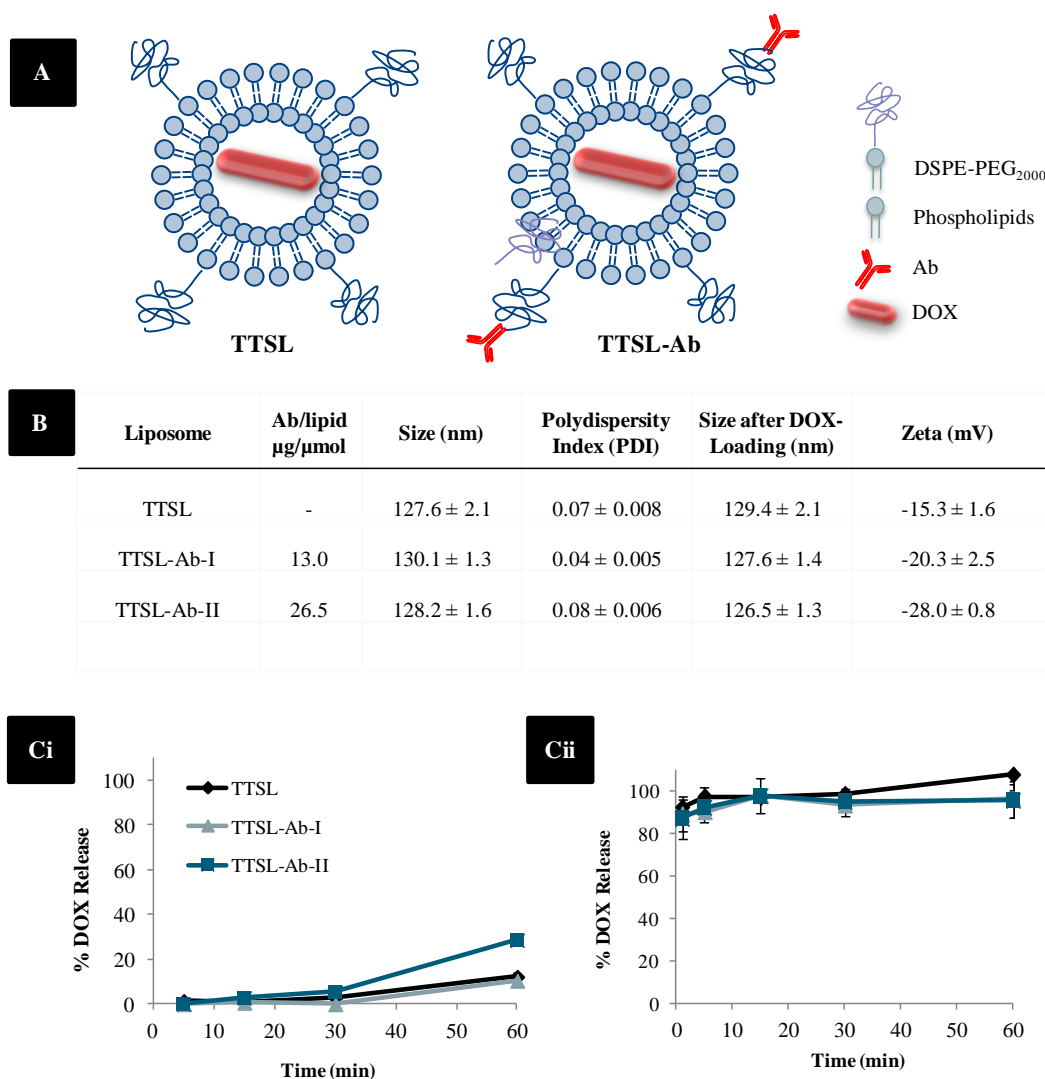 A
DSPE-PEG2000
Phospholipids
Ab
DOX
TTSL
TTSL-Ab
B
Liposome
Ab/lipid
µg/µmol
Size (nm)
Polydispersity
Index (PDI)
Size after DOX-
Loading (nm)
Zeta (mV)
TTSL - 127.6 ± 2.1 0.07 ± 0.008 129.4 ± 2.1 -15.3 ± 1.6
TTSL-Ab-I 13.0 130.1 ± 1.3 0.04 ± 0.005 127.6 ± 1.4 -20.3 ± 2.5
TTSL-Ab-II 26.5 128.2 ± 1.6 0.08 ± 0.006 126.5 ± 1.3 -28.0 ± 0.8
Ci
% DOX Release
100
80
60
40
20
0
TTSL
TTSL-Ab-I
TTSL-Ab-II
0 10 20 30 40 50 60
Time (min)
Cii
% DOX Release
100
80
60
40
20
0
0 10 20 30 40 50 60
Time (min)